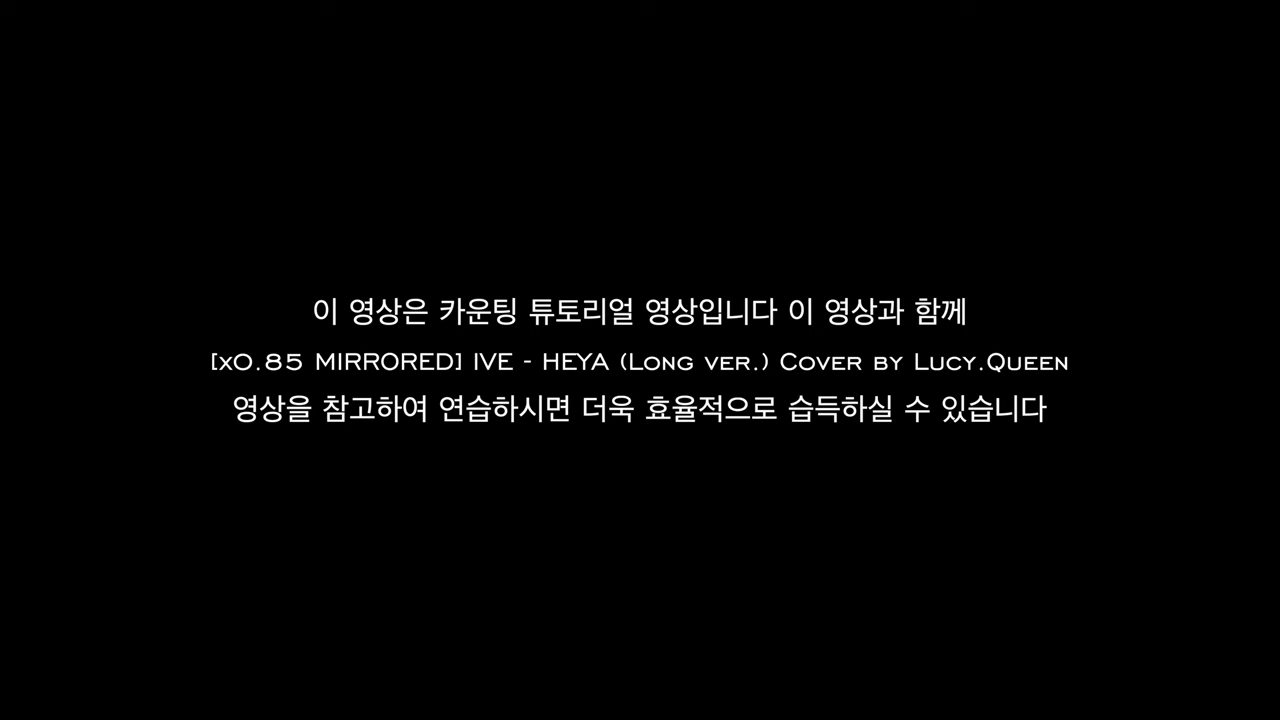 이 영상은 카운팅 튜토리얼 영상입니다 이 영상과 함께
[x0.85 MIRRORED] IVE - HEYA (Long ver.) Cover by Lucy.Queen
영상을 참고하여 연습하시면 더욱 효율적으로 습득하실 수 있습니다